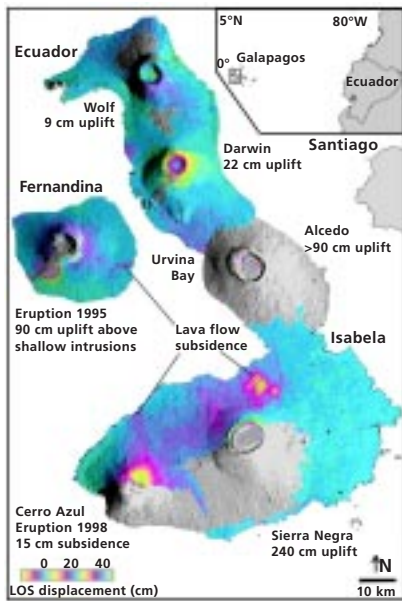 5°N 80°W
Ecuador
0° Galapagos
Ecuador
Wolf
9 cm uplift
Darwin
22 cm uplift
Santiago
Fernandina
Alcedo
>90 cm uplift
Urvina
Bay
Eruption 1995
90 cm uplift above
shallow intrusions
Lava flow
subsidence
Isabela
Cerro Azul
Eruption 1998
15 cm subsidence
Sierra Negra
240 cm uplift
0 20 40
LOS displacement (cm)
N
10 km